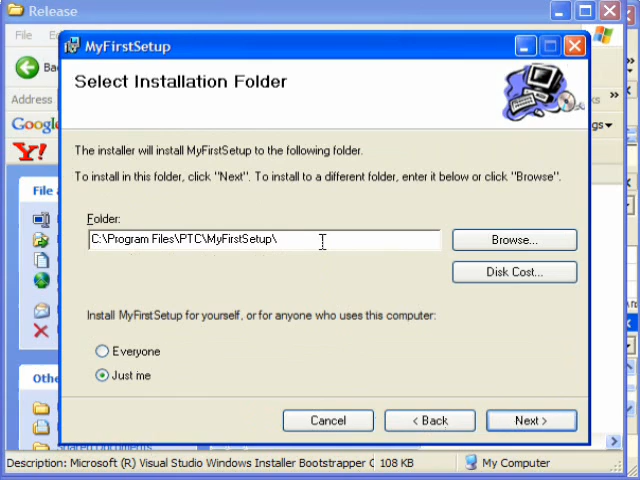 Release
MyFirstSetup
File
Select Installation Folder
Address
Google
Y!
The installer will install MyFirstSetup to the following folder.
To install in this folder, click "Next". To install to a different folder, enter it below or click "Browse".
Folder:
C:\Program Files\PTC\MyFirstSetup\
Browse...
Disk Cost...
Install MyFirstSetup for yourself, or for anyone who uses this computer:
Everyone
Just me
Cancel
< Back
Next >
Description: Microsoft (R) Visual Studio Windows Installer Bootstrapper
108 KB
My Computer